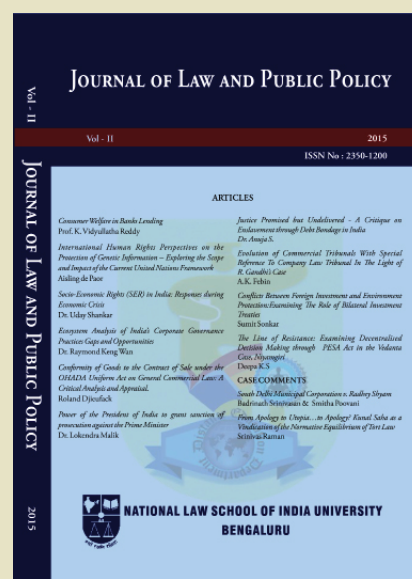 Vol - II
JOURNAL OF LAW AND PUBLIC POLICY
2015
JOURNAL OF LAW AND PUBLIC POLICY
Vol - II
2015
ISSN No : 2350-1200
ARTICLES
Consumer Welfare in Banks Lending
Prof. K. Vidyullatha Reddy
International Human Rights Perspectives on the
Protection of Genetic Information – Exploring the Scope
and Impact of the Current United Nations Framework
Aisling de Paor
Socio-Economic Rights (SER) in India: Responses during
Economic Crisis
Dr. Uday Shankar
Ecosystem Analysis of India's Corporate Governance
Practices Gaps and Opportunities
Dr. Raymond Keng Wan
Conformity of Goods to the Contract of Sale under the
OHADA Uniform Act on General Commercial Law: A
Critical Analysis and Appraisal.
Roland Djieufack
Power of the President of India to grant sanction of
prosecution against the Prime Minister
Dr. Lokendra Malik
Justice Promised but Undelivered - A Critique on
Enslavement through Debt Bondage in India
Dr. Anuja S.
Evolution of Commercial Tribunals With Special
Reference To Company Law Tribunal In The Light of
R. Gandhi's Case
A.K. Febin
Conflicts Between Foreign Investment and Environment
Protection:Examining The Role of Bilateral Investment
Treaties
Sumit Sonkar
The Line of Resistance: Examining Decentralised
Decision Making through PESA Act in the Vedanta
Case, Niyamgiri
Deepa K.S
CASE COMMENTS
South Delhi Municipal Corporation v. Radhey Shyam
Badrinath Srinivasan & Smitha Poovani
From Apology to Utopia…to Apology? Kunal Saha as a
Vindication of the Normative Equilibrium of Tort Law
Srinivas Raman
NATIONAL LAW SCHOOL OF INDIA UNIVERSITY
BENGALURU